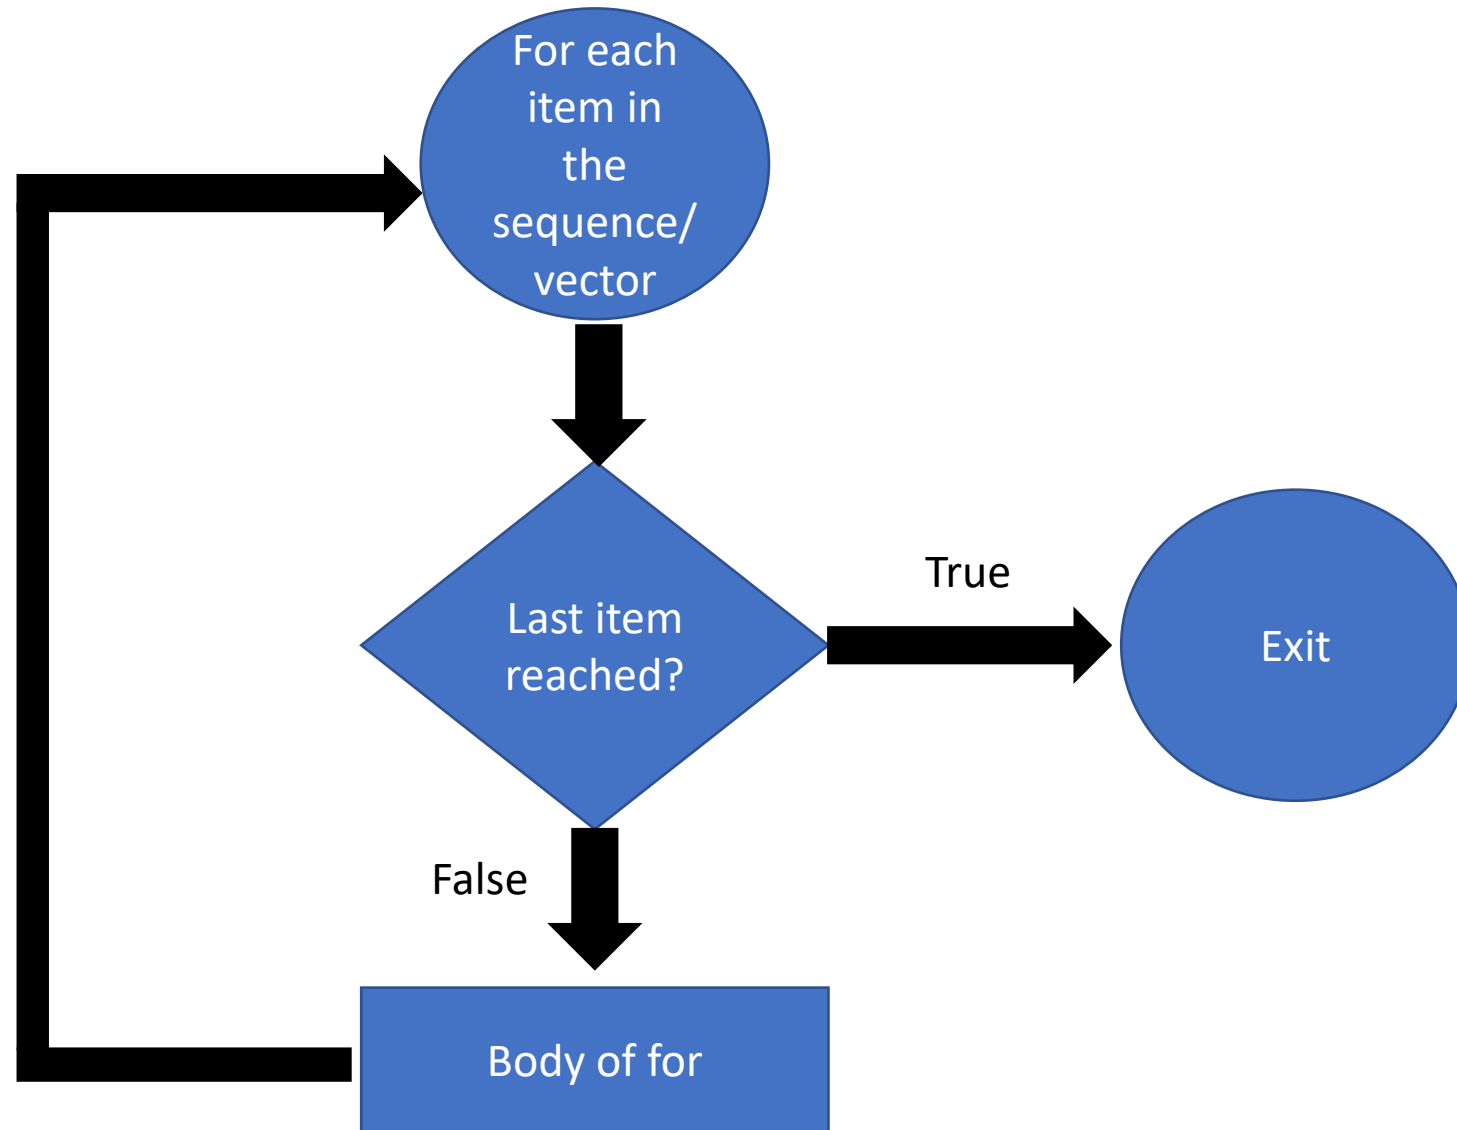 For each
item in
the
sequence/
vector
Last item
reached?
True
Exit
False
Body of for